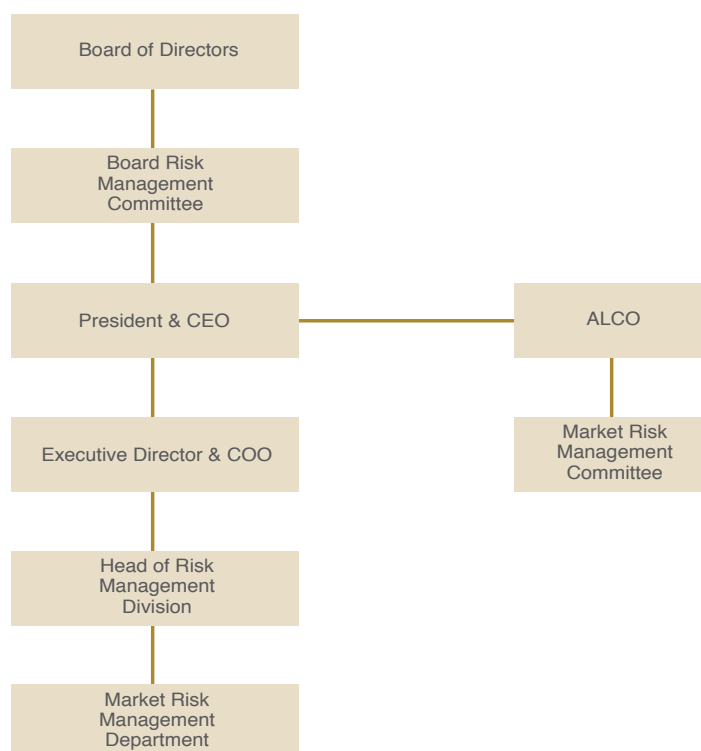 Board of Directors
Board Risk
Management
Committee
President & CEO
ALCO
Executive Director & COO
Market Risk
Management
Committee
Head of Risk
Management
Division
Market Risk
Management
Department